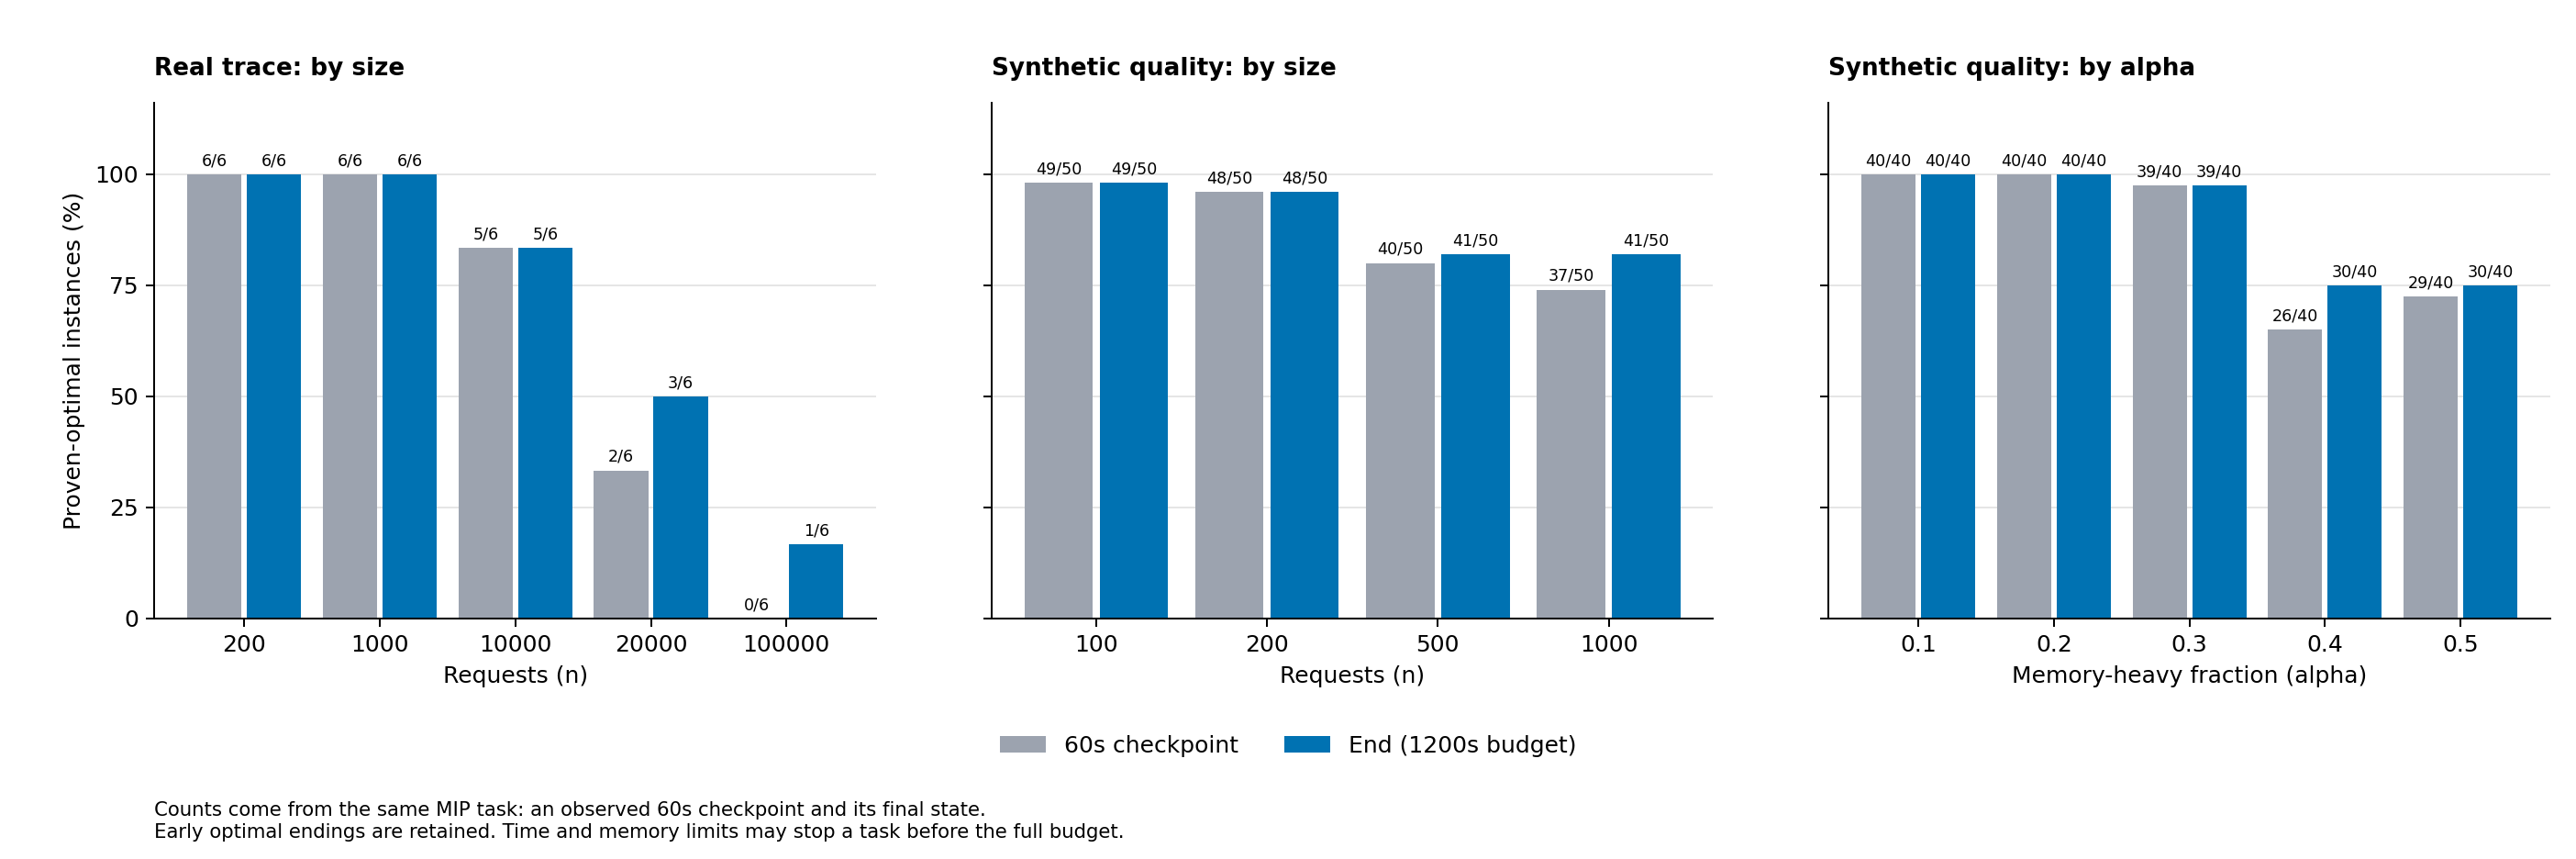 Real trace: by size
Synthetic quality: by size
Synthetic quality: by alpha
Proven-optimal instances (%)
100
75
50
25
0
6/6 6/6 6/6 6/6 5/6 5/6 2/6 3/6 0/6 1/6
200 1000 10000 20000 100000
Requests (n)
49/50 49/50 48/50 48/50 40/50 41/50 37/50 41/50
100 200 500 1000
Requests (n)
40/40 40/40 40/40 40/40 39/40 39/40 26/40 30/40 29/40 30/40
0.1 0.2 0.3 0.4 0.5
Memory-heavy fraction (alpha)
60s checkpoint
End (1200s budget)
Counts come from the same MIP task: an observed 60s checkpoint and its final state.
Early optimal endings are retained. Time and memory limits may stop a task before the full budget.